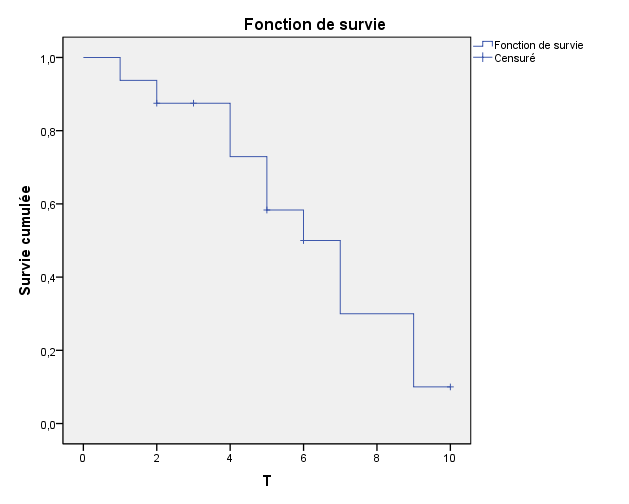 Fonction de survie
Fonction de survie
Censuré
Survie cumulée
1,0
0,8
0,6
0,4
0,2
0,0
0 2 4 6 8 10
T